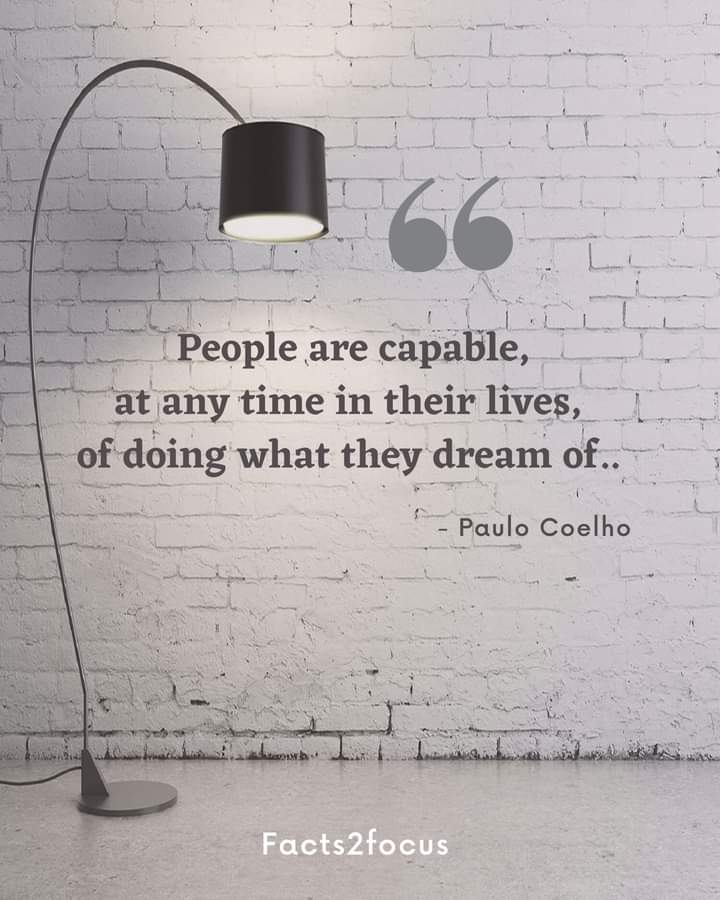 “
People are capable,
at any time in their lives,
of doing what they dream of..
- Paulo Coelho
Facts2focus